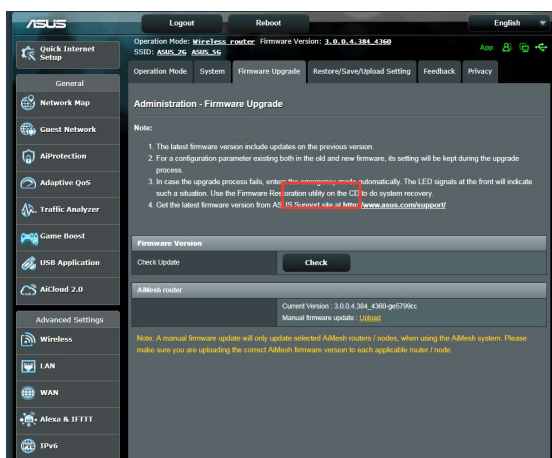 ASUS
Logout
Reboot
English
Operation Mode: Wireless router Firmware Version: 3.0.0.4.384_4360
SSID: ASUS_2G ASUS_5G
App
Quick Internet
Setup
Operation Mode System Firmware Upgrade Restore/Save/Upload Setting Feedback Privacy
General
Network Map
Guest Network
AiProtection
Adaptive QoS
Traffic Analyzer
Game Boost
USB Application
AiCloud 2.0
Advanced Settings
Wireless
LAN
WAN
Alexa & IFTTT
IPv6
Administration - Firmware Upgrade
Note:
1. The latest firmware version include updates on the previous version.
2. For a configuration parameter existing both in the old and new firmware, its setting will be kept during the upgrade
process.
3. In case the upgrade process fails, enters the emergency mode automatically. The LED signals at the front will indicate
such a situation. Use the Firmware Restoration utility on the CD to do system recovery.
4. Get the latest firmware version from ASUS Support site at http://www.asus.com/support/
Firmware Version
Check Update
Check
AiMesh router
Current Version : 3.0.0.4.384_4360-ge5799cc
Manual firmware update : Upload
Note: A manual firmware update will only update selected AiMesh routers / nodes, when using the AiMesh system. Please
make sure you are uploading the correct AiMesh firmware version to each applicable router / node.